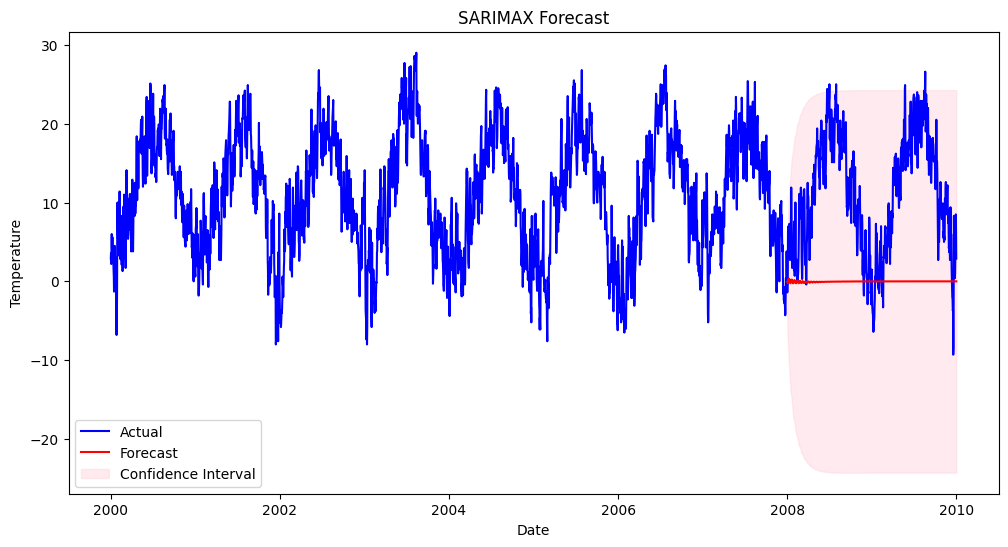 SARIMAX Forecast
Temperature
30
20
10
0
−10
−20
Actual
Forecast
Confidence Interval
2000
2002
2004
2006
2008
2010
Date